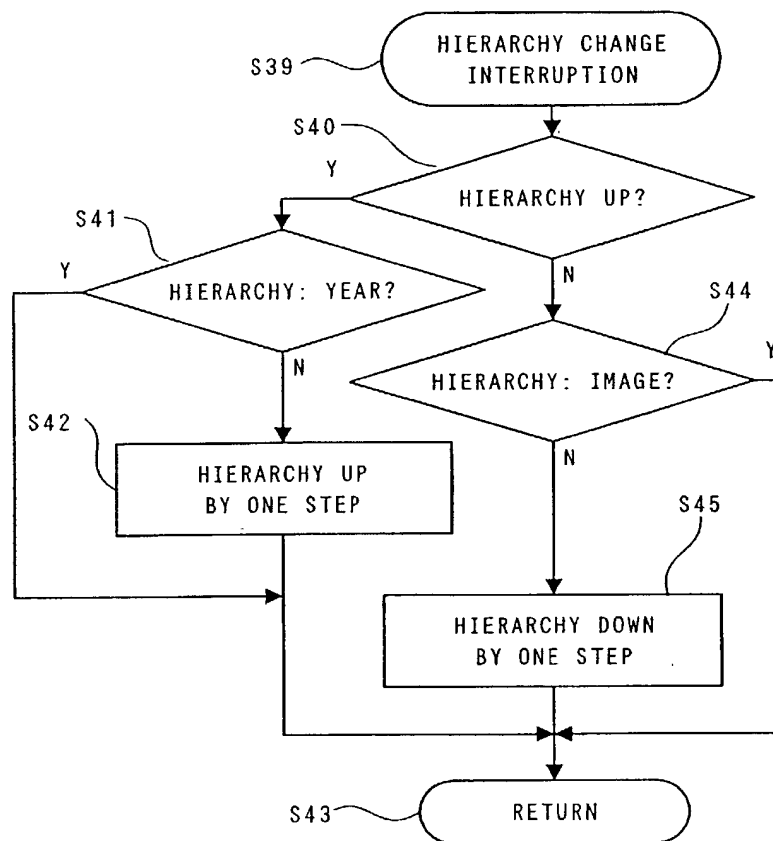 HIERARCHY CHANGE
INTERRUPTION
S39
S40
Y
HIERARCHY UP?
S41
Y
HIERARCHY: YEAR?
N
N
S44
Y
HIERARCHY: IMAGE?
S42
HIERARCHY UP
BY ONE STEP
N
S45
HIERARCHY DOWN
BY ONE STEP
S43
RETURN